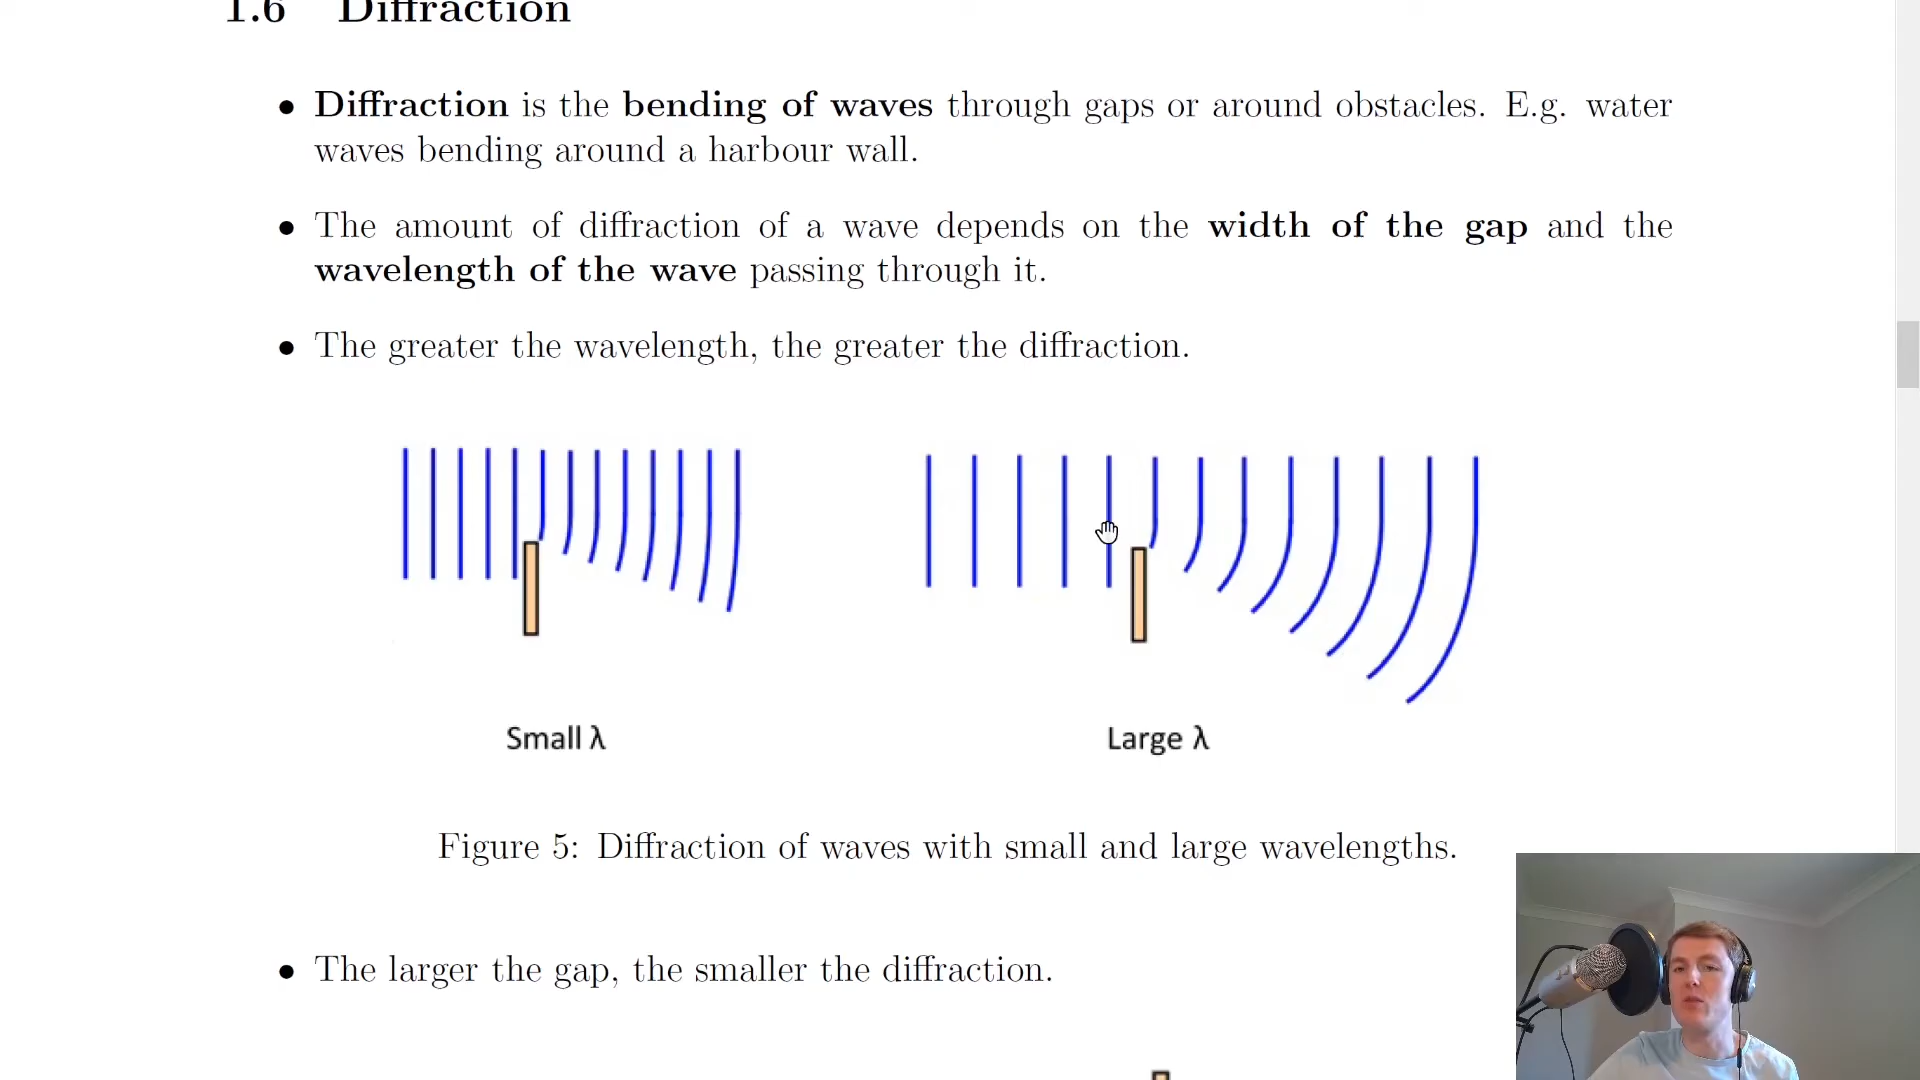 1.6 Diffraction
• Diffraction is the bending of waves through gaps or around obstacles. E.g. water
waves bending around a harbour wall.
• The amount of diffraction of a wave depends on the width of the gap and the
wavelength of the wave passing through it.
• The greater the wavelength, the greater the diffraction.
Small λ
Large λ
Figure 5: Diffraction of waves with small and large wavelengths.
• The larger the gap, the smaller the diffraction.